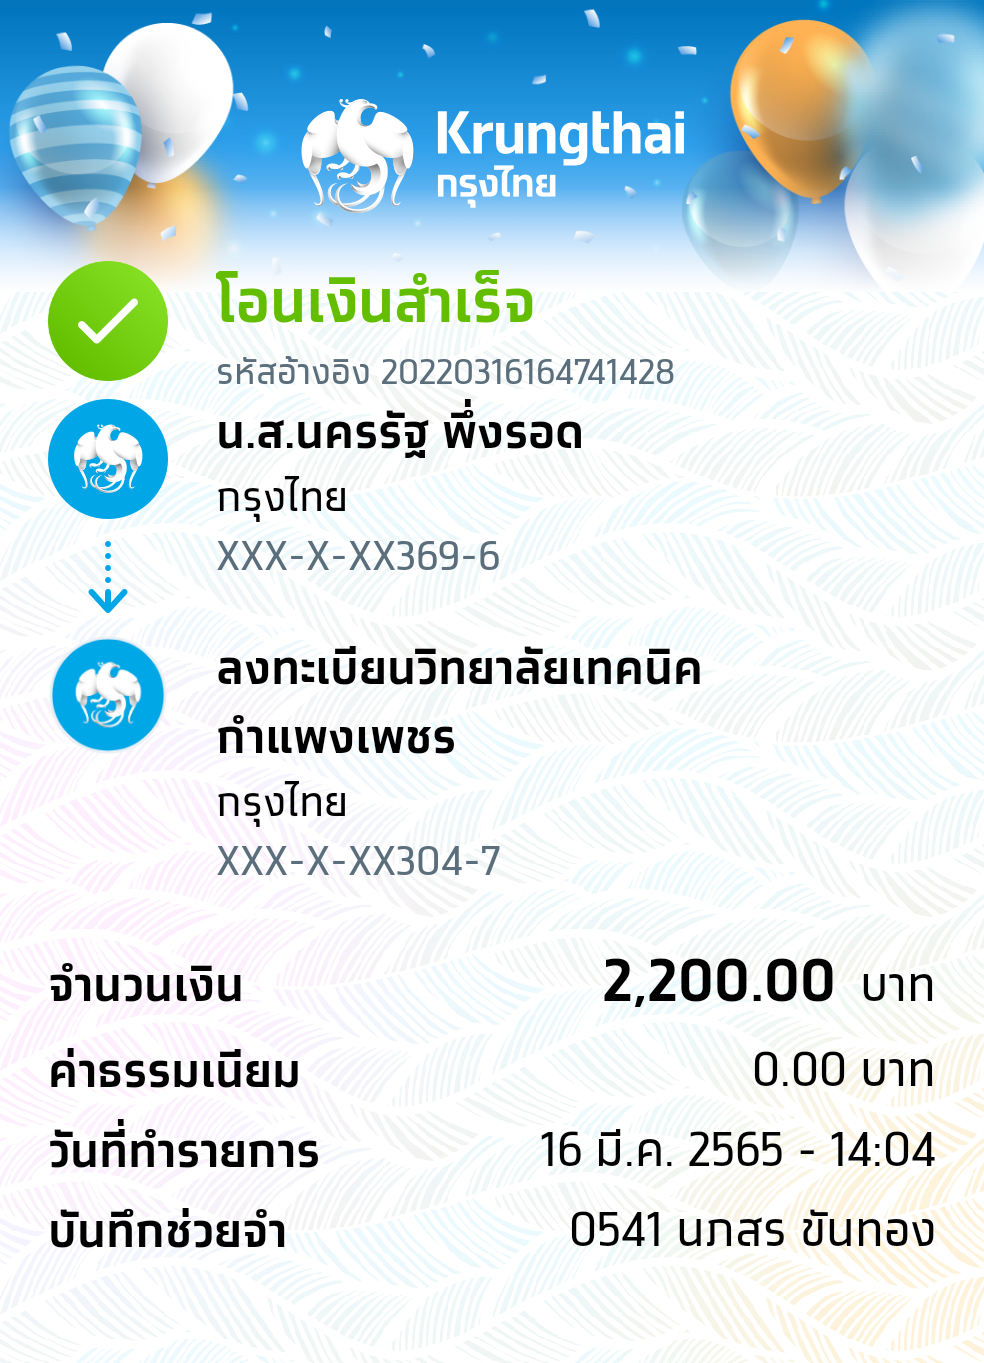 Krungthai
กรุงไทย
โอนเงินสำเร็จ
รหัสอ้างอิง 20220316164741428
น.ส.นครรัฐ พึ่งรอด
กรุงไทย
XXX-X-XX369-6
ลงทะเบียนวิทยาลัยเทคนิค
กำแพงเพชร
กรุงไทย
XXX-X-XX304-7
จำนวนเงิน 2,200.00 บาท
ค่าธรรมเนียม 0.00 บาท
วันที่ทำรายการ 16 มี.ค. 2565 - 14:04
บันทึกช่วยจำ 0541 นภสร ขันทอง